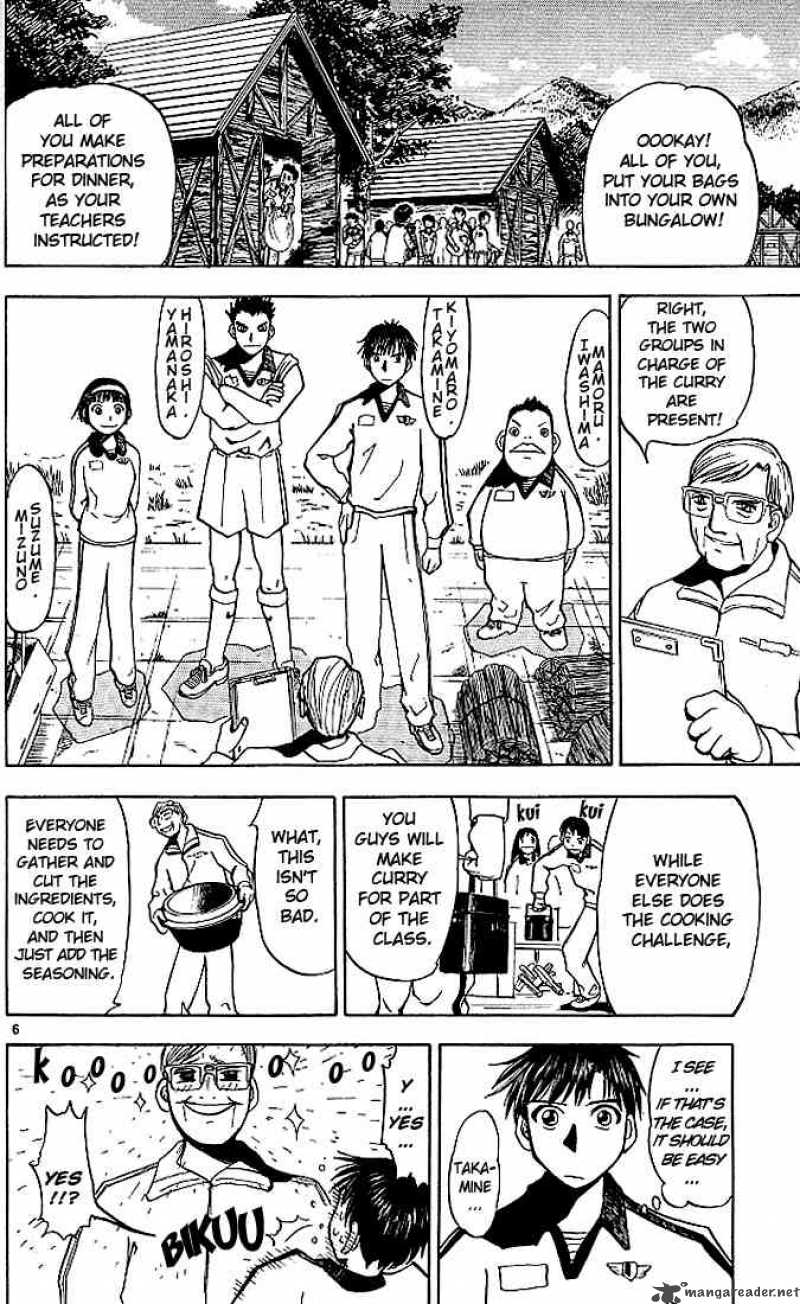 OOOKAY!
ALL OF YOU,
PUT YOUR BAGS
INTO YOUR OWN
BUNGALOW!
ALL OF
YOU MAKE
PREPARATIONS
FOR DINNER,
AS YOUR
TEACHERS
INSTRUCTED!
RIGHT,
THE TWO
GROUPS IN
CHARGE OF
THE CURRY
ARE
PRESENT!
MAMORU.
IWASHIMA
KIYOMARO.
TAKAMINE
HIROSHI.
YAMANAKA
SUZUME.
MIZUNO
WHILE
EVERYONE
ELSE DOES
THE COOKING
CHALLENGE,
kui
kui
YOU
GUYS WILL
MAKE
CURRY
FOR PART
OF THE
CLASS.
WHAT,
THIS
ISN'T
SO
BAD.
EVERYONE
NEEDS TO
GATHER AND
CUT THE
INGREDIENTS,
COOK IT,
AND THEN
JUST ADD THE
SEASONING.
6
I SEE
...
IF THAT'S
THE CASE,
IT SHOULD
BE EASY
...
TAKA-
MINE
...
Y
...
YES
...
koooo o oo
YES
!!?
BIKUU
mangareader.net